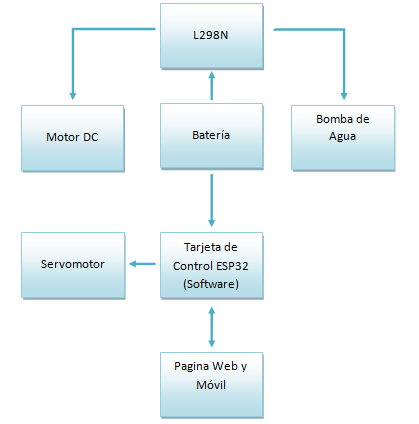 L298N
Motor DC
Batería
Bomba de
Agua
Servomotor
Tarjeta de
Control ESP32
(Software)
Pagina Web y
Móvil